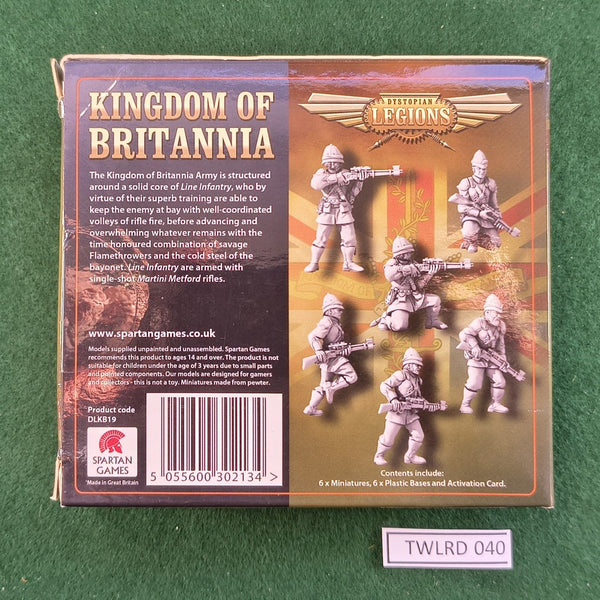 KINGDOM OF
BRITANNIA
The Kingdom of Britannia Army is structured
around a solid core of Line Infantry, who by
virtue of their superb training are able to
keep the enemy at bay with well-coordinated
volleys of rifle fire, before advancing and
overwhelming whatever remains with the
time honoured combination of savage
Flamethrowers and the cold steel of the
bayonet. Line Infantry are armed with
single-shot Martini Metford rifles.
www.spartangames.co.uk
Models supplied unpainted and unassembled. Spartan Games
recommends this product to ages 14 and over. The product is not
suitable for children under the age of 3 years due to small parts
and pointed components. Our models are designed for gamers
and collectors - this is not a toy. Miniatures made from pewter.
Product code
DLKB19
SPARTAN
GAMES
Made in Great Britain
5 055600 302134 >
DYSTOPIAN
LEGIONS
Contents include:
6 x Miniatures, 6 x Plastic Bases and Activation Card.
TWLRD 040